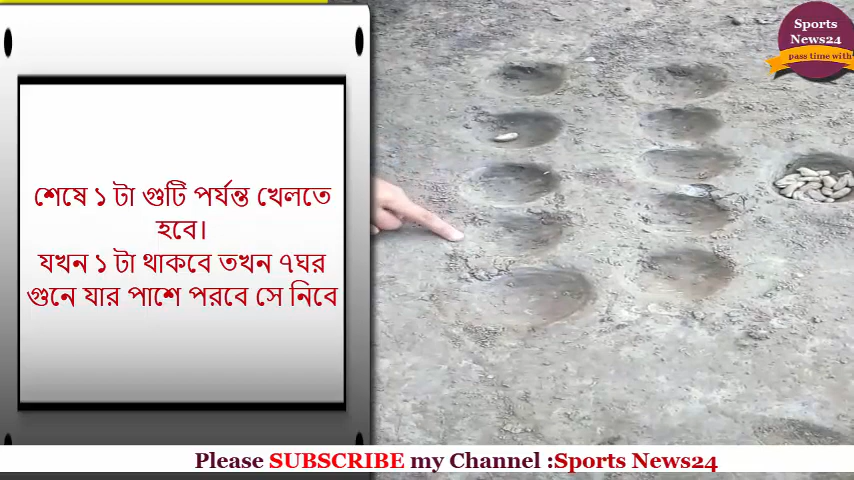 Sports
News24
pass time with
শেষে ১ টা গুটি পর্যন্ত খেলতে
হবে।
যখন ১ টা থাকবে তখন ৭ঘর
গুনে যার পাশে পরবে সে নিবে
Please SUBSCRIBE my Channel :Sports News24